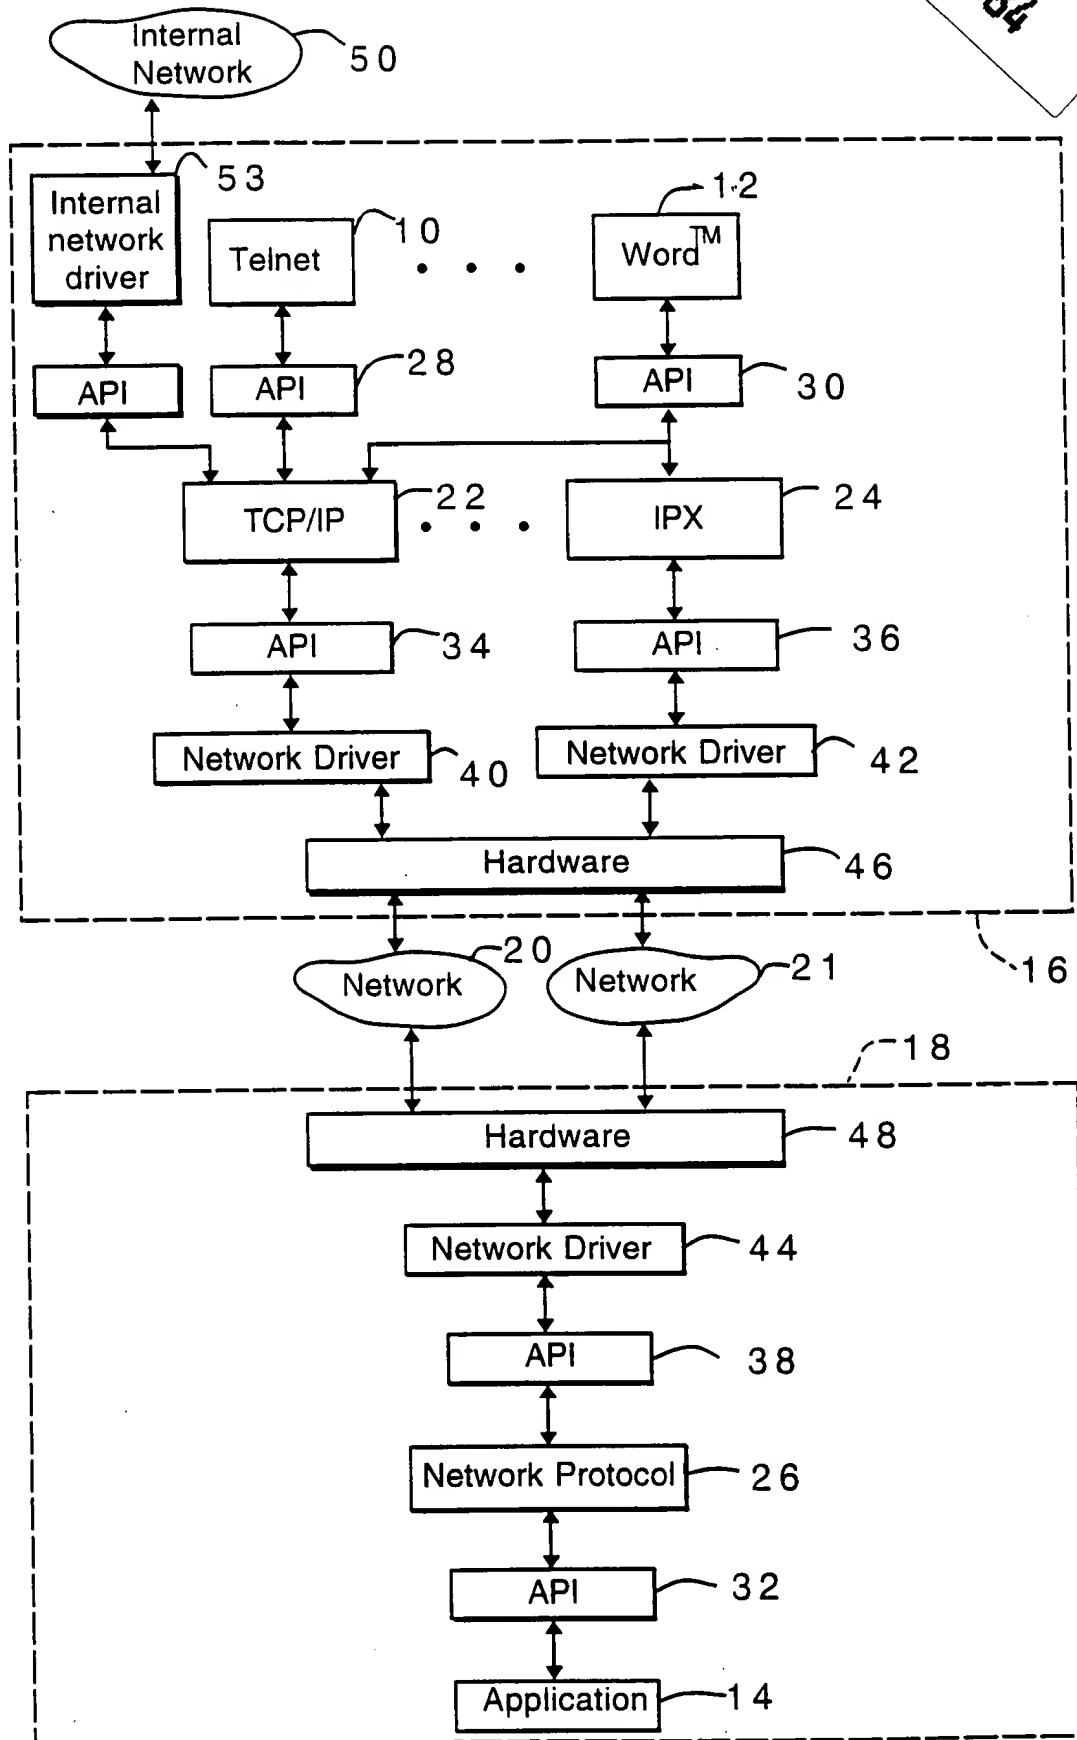 84
Internal
Network
50
53
Internal
network
driver
10
Telnet
12
Word™
API
28
API
30
API
22
TCP/IP
24
IPX
34
API
36
API
Network Driver
40
Network Driver
42
Hardware
46
20
Network
21
Network
16
18
Hardware
48
Network Driver
44
API
38
Network Protocol
26
API
32
Application
14